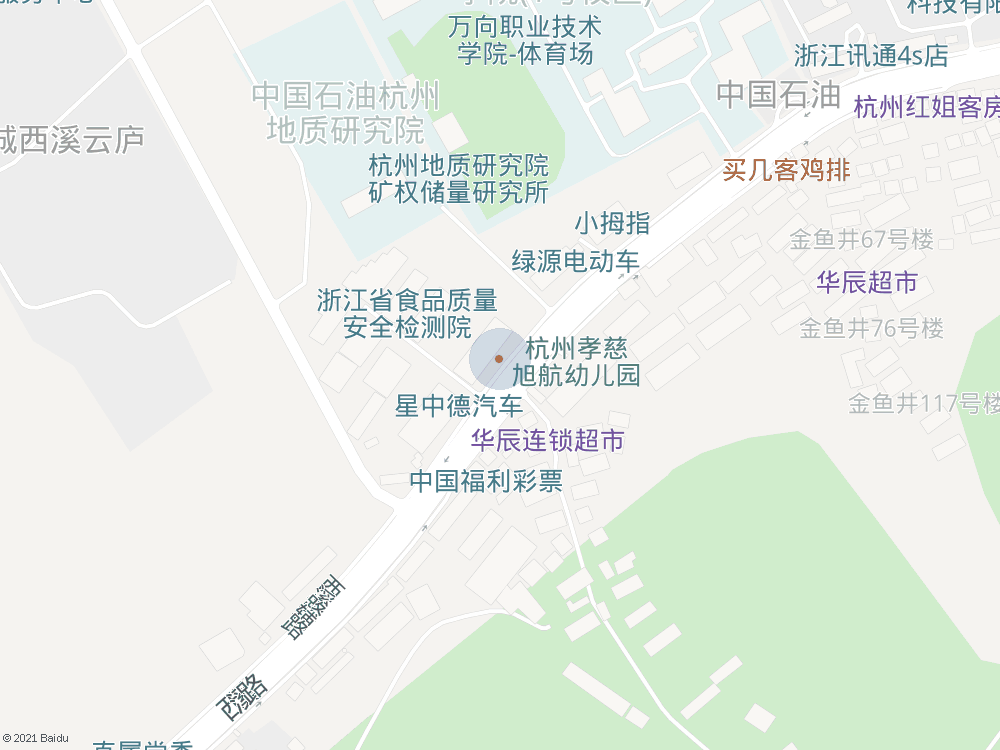 万向职业技术
学院-体育场
浙江讯通4s店
中国石油杭州
地质研究院
中国石油
杭州红姐客房
城西溪云庐
杭州地质研究院
矿权储量研究所
买几客鸡排
小拇指
金鱼井67号楼
绿源电动车
华辰超市
浙江省食品质量
安全检测院
金鱼井76号楼
杭州孝慈
旭航幼儿园
星中德汽车
金鱼井117号楼
华辰连锁超市
中国福利彩票
西溪路
© 2021 Baidu